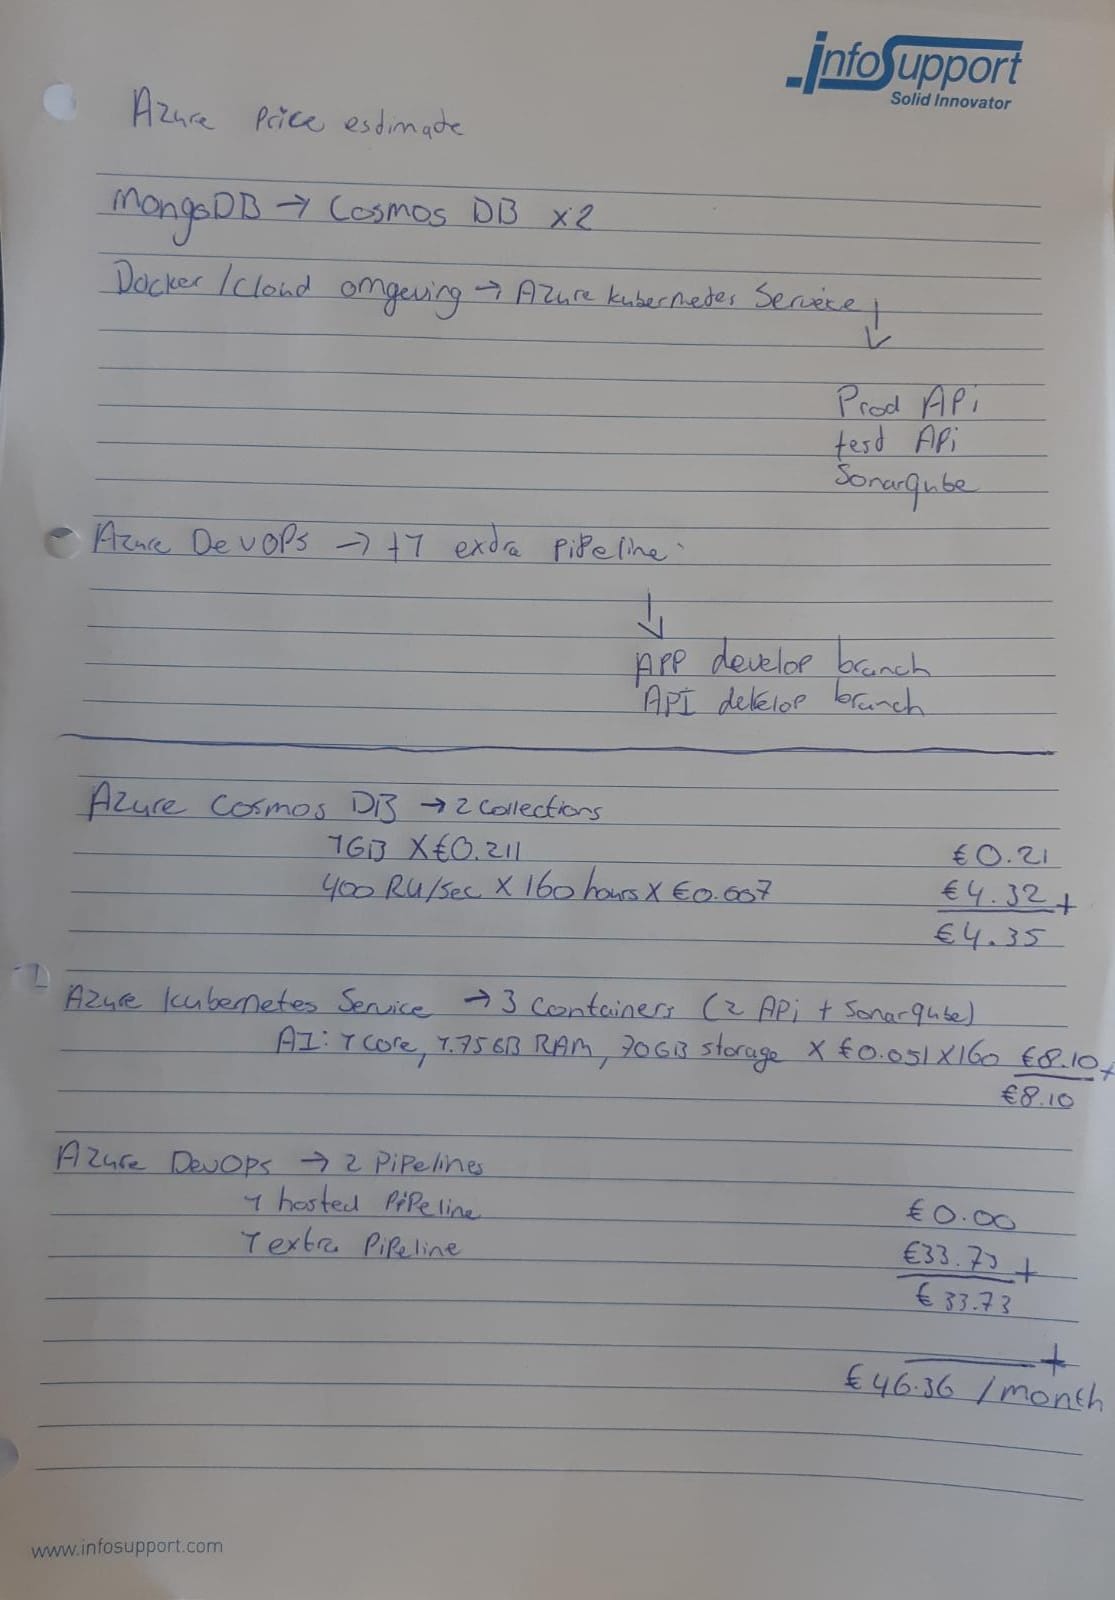 infoSupport
Solid Innovator
Azure Price estimate
MongoDB → Cosmos DB x2
Docker/Cloud omgeving → Azure kubernetes Service
↓
Prod APi
test APi
Sonarqube
Azure DevOPs → +1 extra pipeline
↓
APP develop branch
API develop branch
Azure Cosmos DB → 2 collections
1GB X €0.211 €0.21
400 RU/sec X 160 hours X €0.007 €4.32 +
€4.35
Azure Kubernetes Service → 3 containers (2 APi + Sonarqube)
A1: 1 core, 1.75GB RAM, 70GB storage X €0.051 X 160 €8.10 +
€8.10
Azure DevOps → 2 Pipelines
1 hosted Pipeline €0.00
1 extra Pipeline €33.73 +
€33.73
+
€46.36 /month
www.infosupport.com